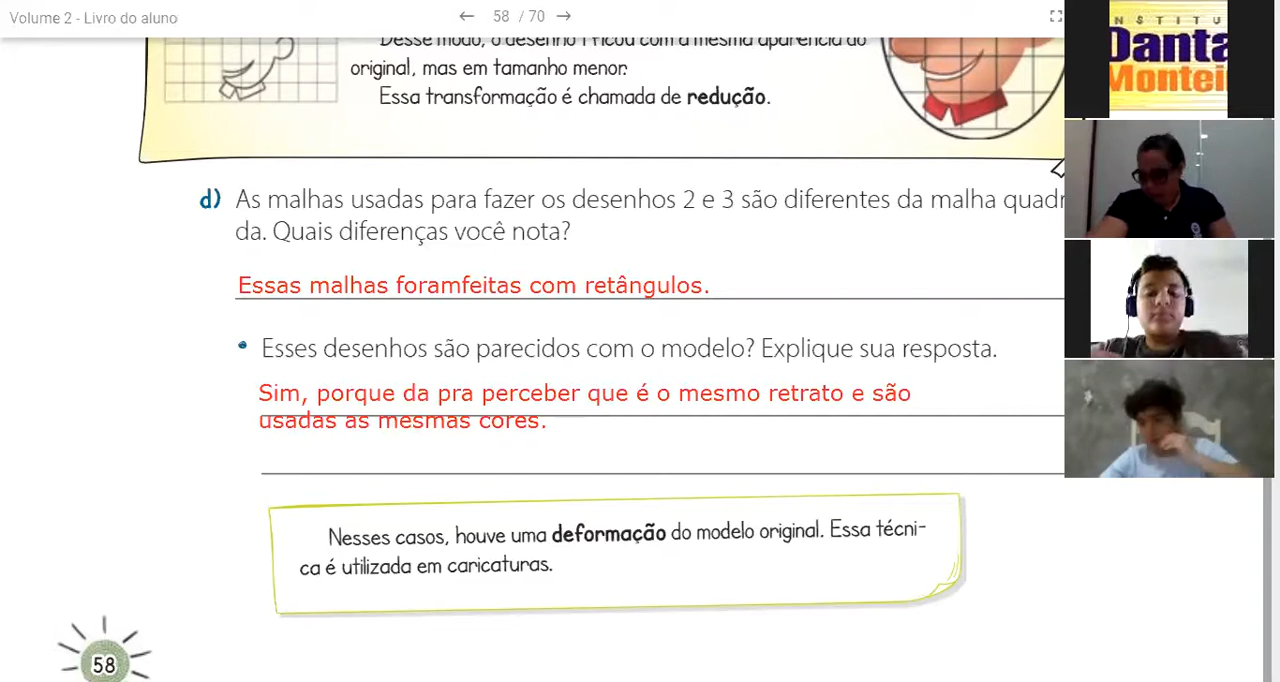 Volume 2 - Livro do aluno
58 / 70
Desse modo, o desenho 1 ficou com a mesma aparência do
original, mas em tamanho menor.
Essa transformação é chamada de redução.
d) As malhas usadas para fazer os desenhos 2 e 3 são diferentes da malha quadr
da. Quais diferenças você nota?
Essas malhas foramfeitas com retângulos.
• Esses desenhos são parecidos com o modelo? Explique sua resposta.
Sim, porque da pra perceber que é o mesmo retrato e são
usadas as mesmas cores.
Nesses casos, houve uma deformação do modelo original. Essa técni-
ca é utilizada em caricaturas.
58
NSTITU
Danta
Montei